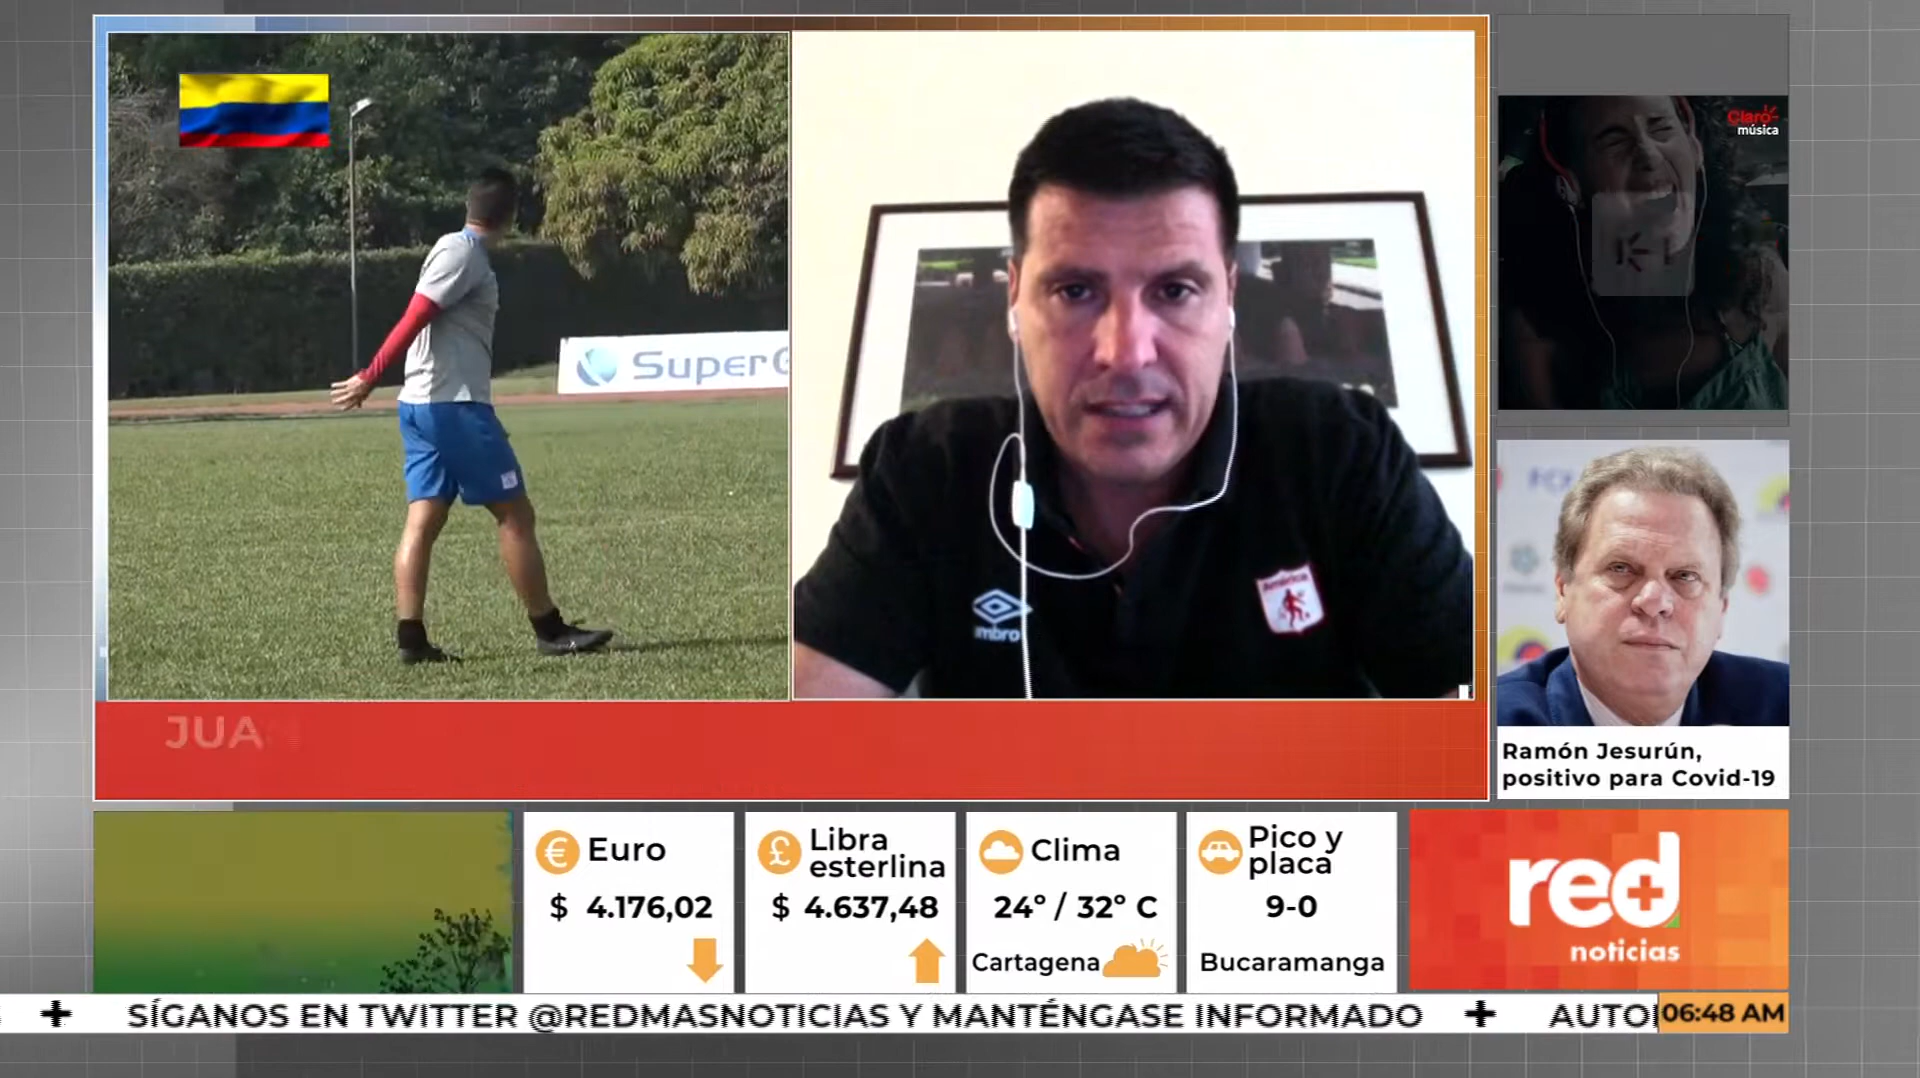 SuperG
umbro
América
JUA
Claro
música
Ramón Jesurún,
positivo para Covid-19
€ Euro
$ 4.176,02
£ Libra
esterlina
$ 4.637,48
Clima
24° / 32° C
Cartagena
Pico y
placa
9-0
Bucaramanga
red
noticias
SÍGANOS EN TWITTER @REDMASNOTICIAS Y MANTÉNGASE INFORMADO + AUTO
06:48 AM